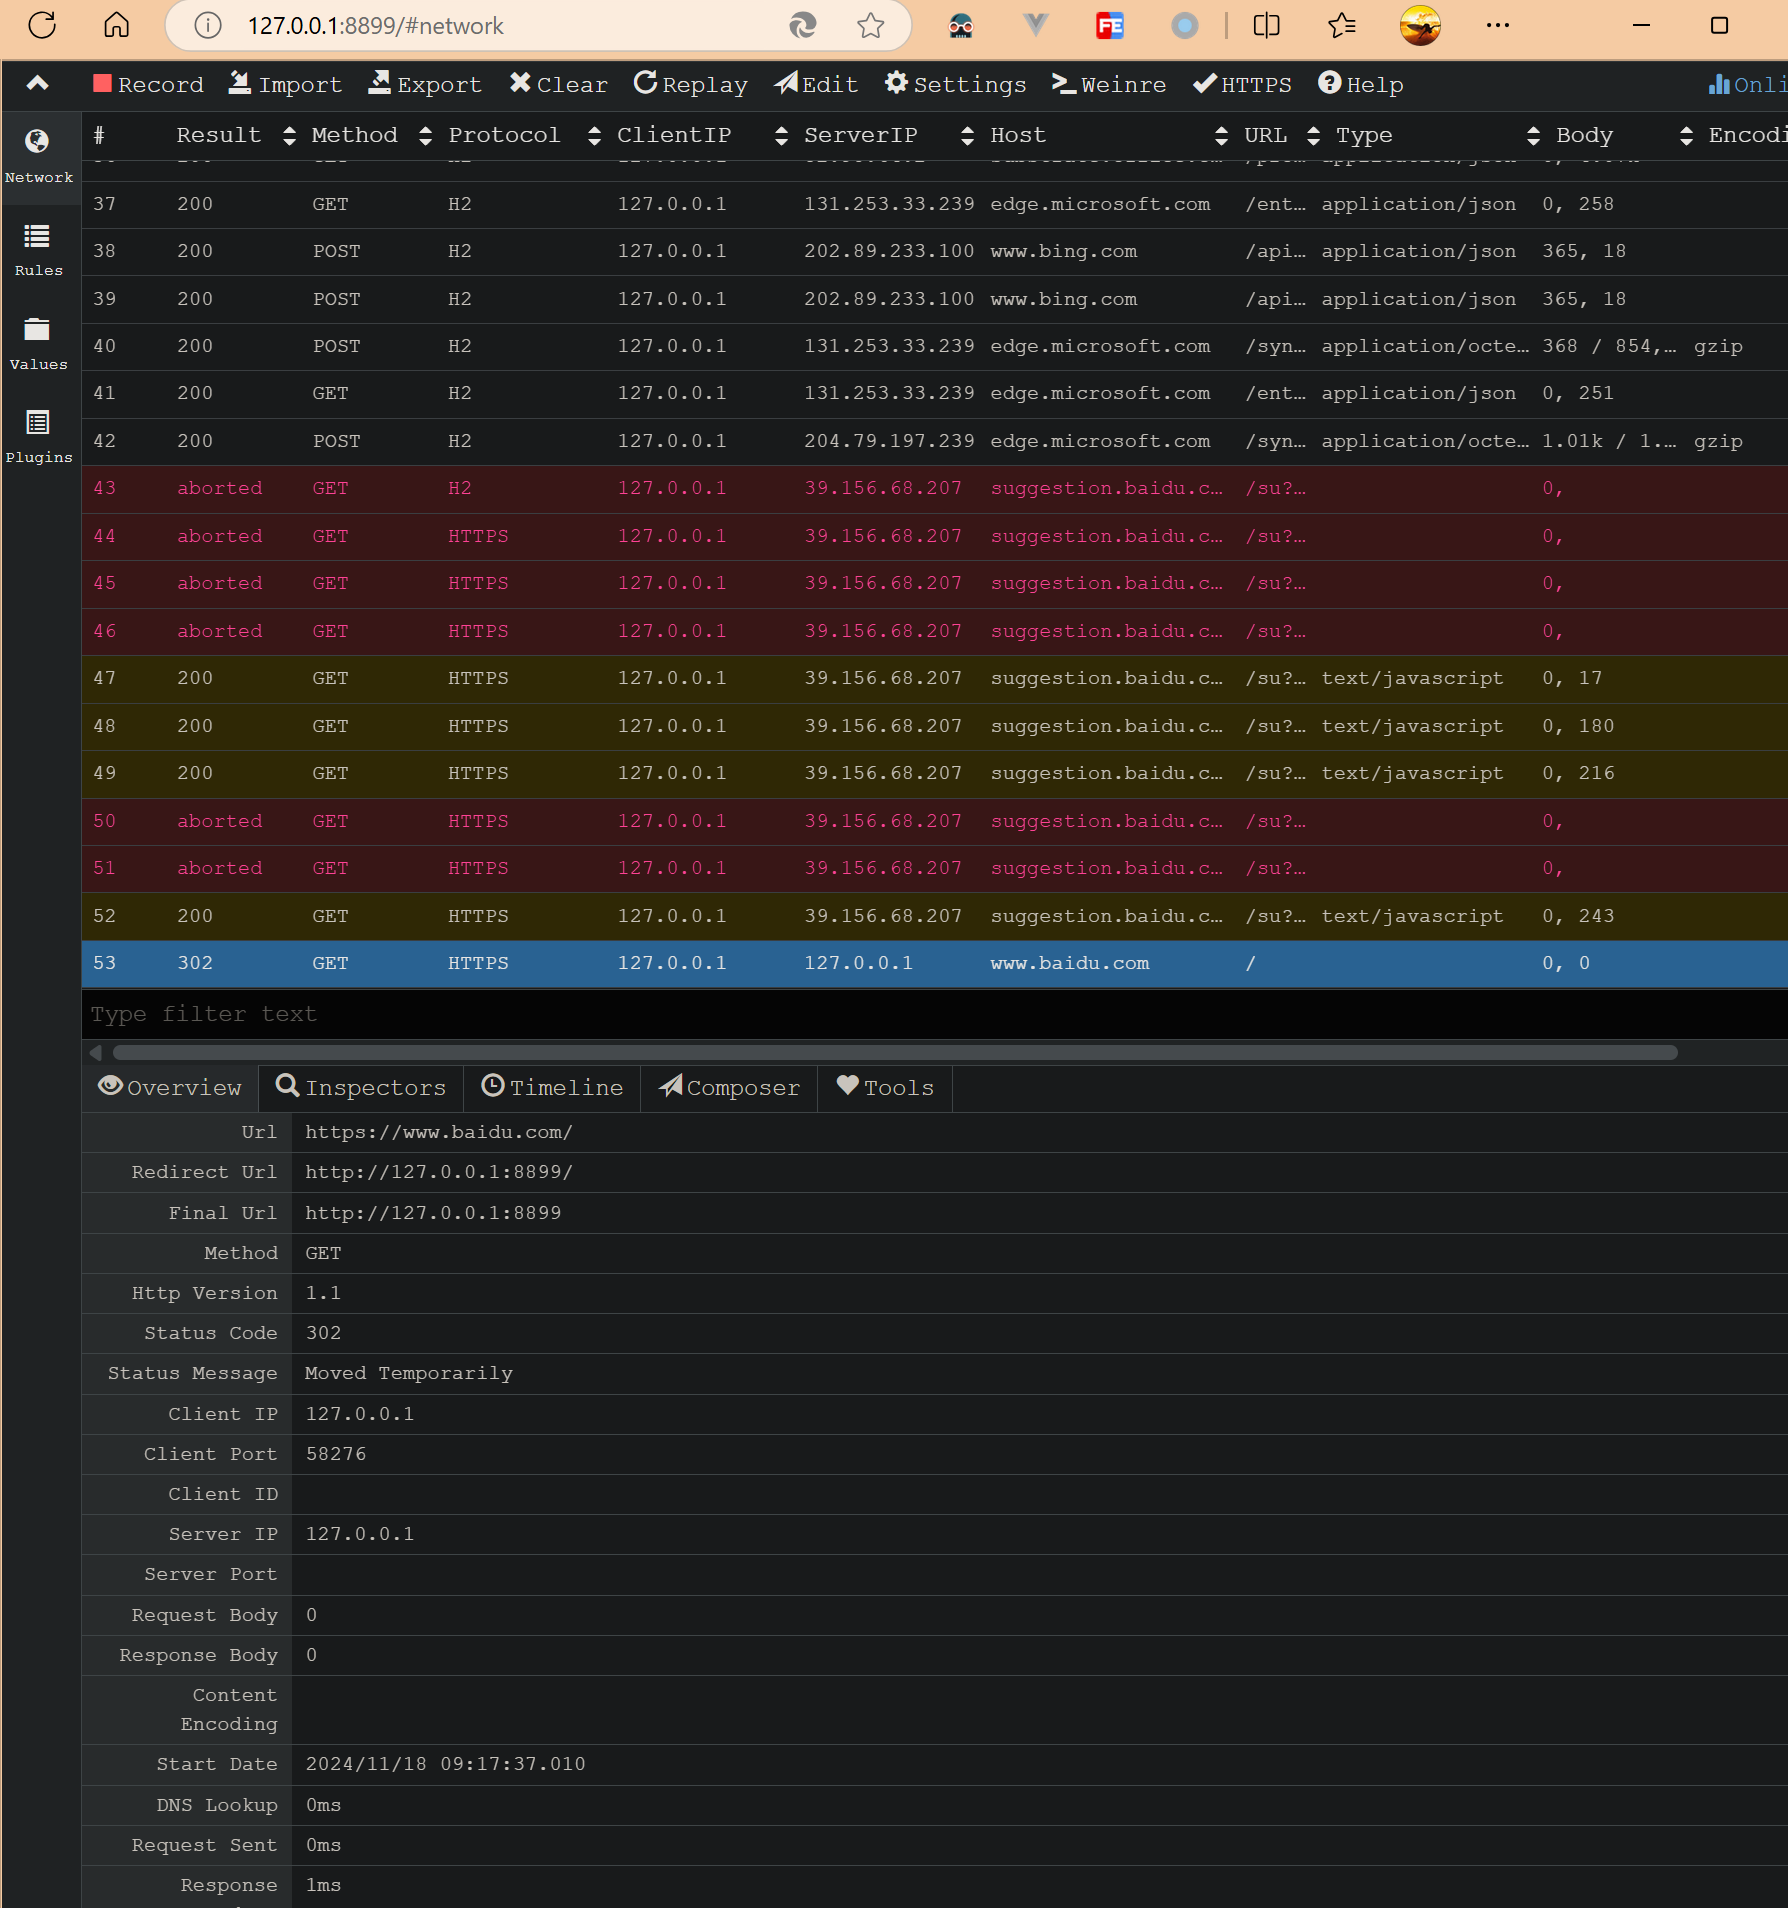 127.0.0.1:8899/#network
FE
Record Import Export Clear Replay Edit Settings Weinre HTTPS Help Onli
# Result Method Protocol ClientIP ServerIP Host URL Type Body Encodi
37 200 GET H2 127.0.0.1 131.253.33.239 edge.microsoft.com /ent… application/json 0, 258
38 200 POST H2 127.0.0.1 202.89.233.100 www.bing.com /api… application/json 365, 18
39 200 POST H2 127.0.0.1 202.89.233.100 www.bing.com /api… application/json 365, 18
40 200 POST H2 127.0.0.1 131.253.33.239 edge.microsoft.com /syn… application/octe… 368 / 854,… gzip
41 200 GET H2 127.0.0.1 131.253.33.239 edge.microsoft.com /ent… application/json 0, 251
42 200 POST H2 127.0.0.1 204.79.197.239 edge.microsoft.com /syn… application/octe… 1.01k / 1.… gzip
43 aborted GET H2 127.0.0.1 39.156.68.207 suggestion.baidu.c… /su?… 0,
44 aborted GET HTTPS 127.0.0.1 39.156.68.207 suggestion.baidu.c… /su?… 0,
45 aborted GET HTTPS 127.0.0.1 39.156.68.207 suggestion.baidu.c… /su?… 0,
46 aborted GET HTTPS 127.0.0.1 39.156.68.207 suggestion.baidu.c… /su?… 0,
47 200 GET HTTPS 127.0.0.1 39.156.68.207 suggestion.baidu.c… /su?… text/javascript 0, 17
48 200 GET HTTPS 127.0.0.1 39.156.68.207 suggestion.baidu.c… /su?… text/javascript 0, 180
49 200 GET HTTPS 127.0.0.1 39.156.68.207 suggestion.baidu.c… /su?… text/javascript 0, 216
50 aborted GET HTTPS 127.0.0.1 39.156.68.207 suggestion.baidu.c… /su?… 0,
51 aborted GET HTTPS 127.0.0.1 39.156.68.207 suggestion.baidu.c… /su?… 0,
52 200 GET HTTPS 127.0.0.1 39.156.68.207 suggestion.baidu.c… /su?… text/javascript 0, 243
53 302 GET HTTPS 127.0.0.1 127.0.0.1 www.baidu.com / 0, 0
Network
Rules
Values
Plugins
Type filter text
Overview Inspectors Timeline Composer Tools
Url https://www.baidu.com/
Redirect Url http://127.0.0.1:8899/
Final Url http://127.0.0.1:8899
Method GET
Http Version 1.1
Status Code 302
Status Message Moved Temporarily
Client IP 127.0.0.1
Client Port 58276
Client ID
Server IP 127.0.0.1
Server Port
Request Body 0
Response Body 0
Content
Encoding
Start Date 2024/11/18 09:17:37.010
DNS Lookup 0ms
Request Sent 0ms
Response 1ms